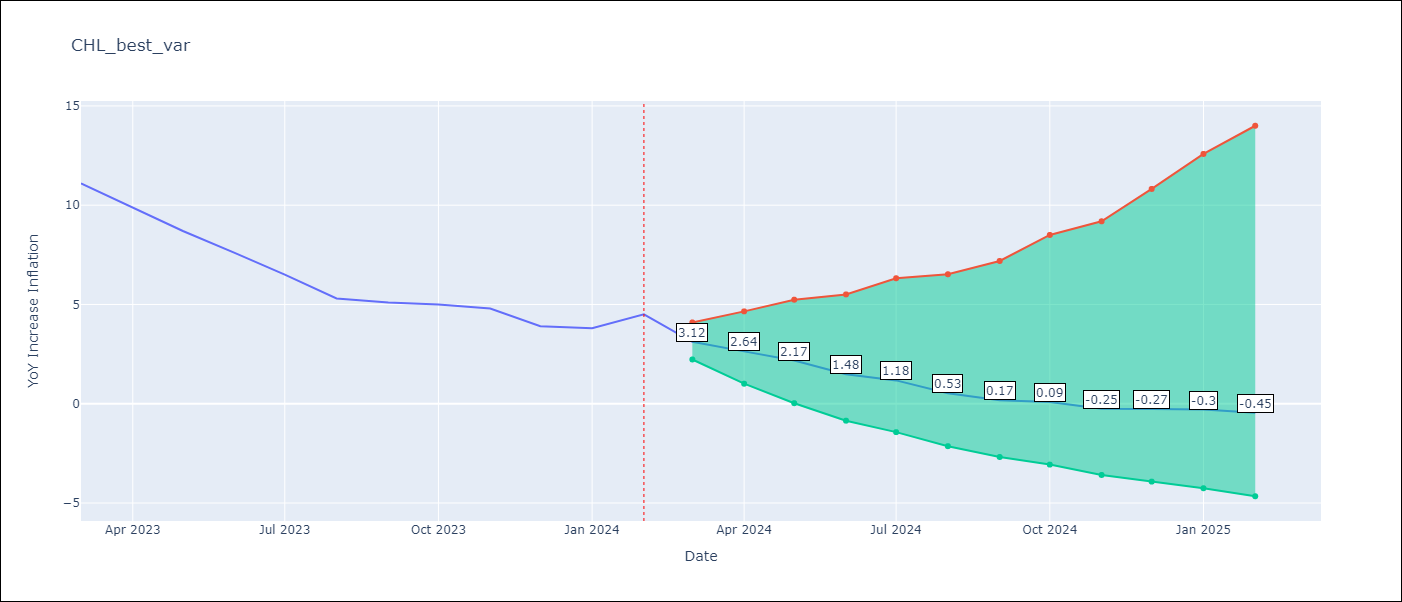 CHL_best_var
YoY Increase Inflation
15
10
5
0
−5
3.12
2.64
2.17
1.48
1.18
0.53
0.17
0.09
-0.25
-0.27
-0.3
-0.45
Apr 2023
Jul 2023
Oct 2023
Jan 2024
Apr 2024
Jul 2024
Oct 2024
Jan 2025
Date